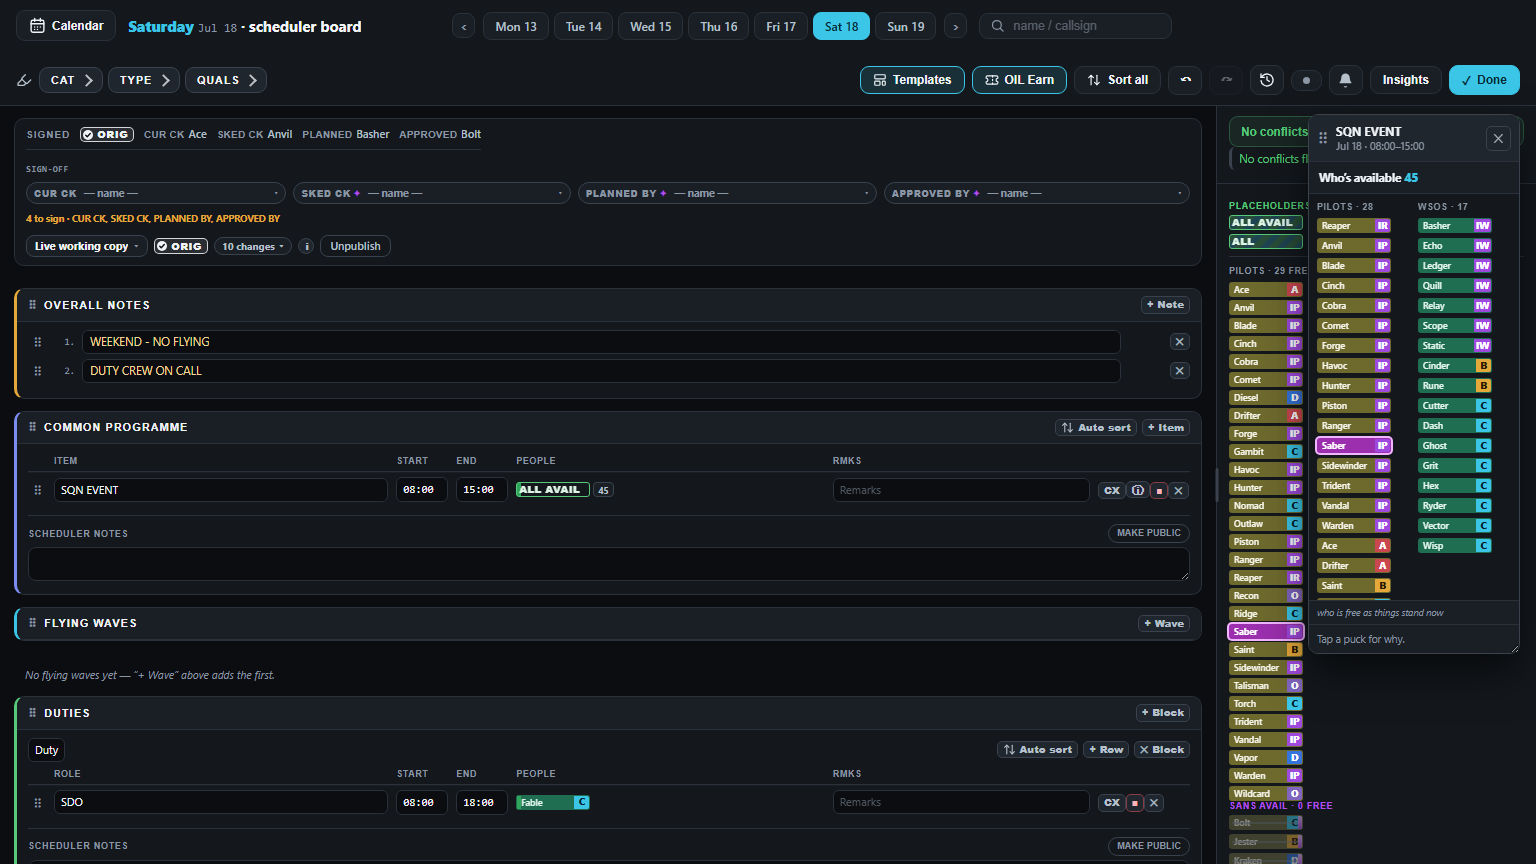 Calendar
Saturday Jul 18 · scheduler board
‹ Mon 13 Tue 14 Wed 15 Thu 16 Fri 17 Sat 18 Sun 19 ›
name / callsign
CAT TYPE QUALS
Templates OIL Earn Sort all Insights ✓ Done
SIGNED ORIG CUR CK Ace SKED CK Anvil PLANNED Basher APPROVED Bolt
SIGN-OFF
CUR CK — name — SKED CK — name — PLANNED BY — name — APPROVED BY — name —
4 to sign · CUR CK, SKED CK, PLANNED BY, APPROVED BY
Live working copy ORIG 10 changes i Unpublish
OVERALL NOTES + Note
1. WEEKEND - NO FLYING
2. DUTY CREW ON CALL
COMMON PROGRAMME Auto sort + Item
ITEM START END PEOPLE RMKS
SQN EVENT 08:00 15:00 ALL AVAIL 45 Remarks CX
SCHEDULER NOTES MAKE PUBLIC
FLYING WAVES + Wave
No flying waves yet — "+ Wave" above adds the first.
DUTIES + Block
Duty Auto sort + Row ✕ Block
ROLE START END PEOPLE RMKS
SDO 08:00 18:00 Fable C Remarks CX
SCHEDULER NOTES MAKE PUBLIC
No conflicts
No conflicts fl
PLACEHOLDERS
ALL AVAIL
ALL
PILOTS · 29 FRE
Ace A
Anvil IP
Blade IP
Cinch IP
Cobra IP
Comet IP
Diesel D
Drifter A
Forge IP
Gambit C
Havoc IP
Hunter IP
Nomad C
Outlaw C
Piston IP
Ranger IP
Reaper IR
Recon O
Ridge C
Saber IP
Saint B
Sidewinder IP
Talisman O
Torch C
Trident IP
Vandal IP
Vapor D
Warden IP
Wildcard O
SANS AVAIL · 0 FREE
Bolt C
Jester B
Kraken D
SQN EVENT
Jul 18 · 08:00–15:00
Who's available 45
PILOTS · 28
Reaper IR
Anvil IP
Blade IP
Cinch IP
Cobra IP
Comet IP
Forge IP
Havoc IP
Hunter IP
Piston IP
Ranger IP
Saber IP
Sidewinder IP
Trident IP
Vandal IP
Warden IP
Ace A
Drifter A
Saint B
WSOS · 17
Basher IW
Echo IW
Ledger IW
Quill IW
Relay IW
Scope IW
Static IW
Cinder B
Rune B
Cutter C
Dash C
Ghost C
Grit C
Hex C
Ryder C
Vector C
Wisp C
who is free as things stand now
Tap a puck for why.